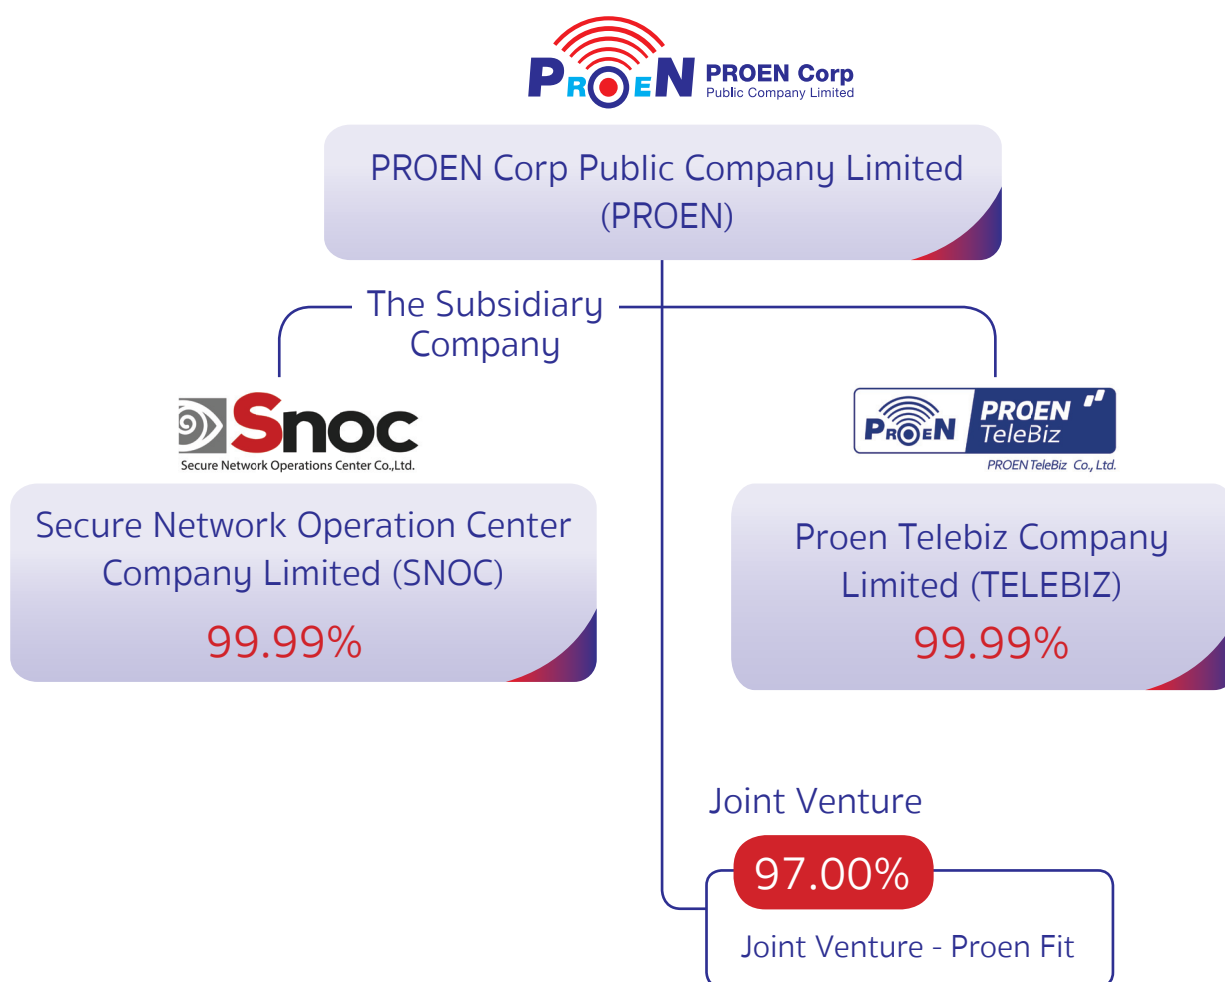 PROEN
PROEN Corp
Public Company Limited
PROEN Corp Public Company Limited
(PROEN)
The Subsidiary
Company
Snoc
Secure Network Operations Center Co.,Ltd.
PROEN
PROEN
TeleBiz
PROEN TeleBiz Co., Ltd.
Secure Network Operation Center
Company Limited (SNOC)
99.99%
Proen Telebiz Company
Limited (TELEBIZ)
99.99%
Joint Venture
97.00%
Joint Venture - Proen Fit